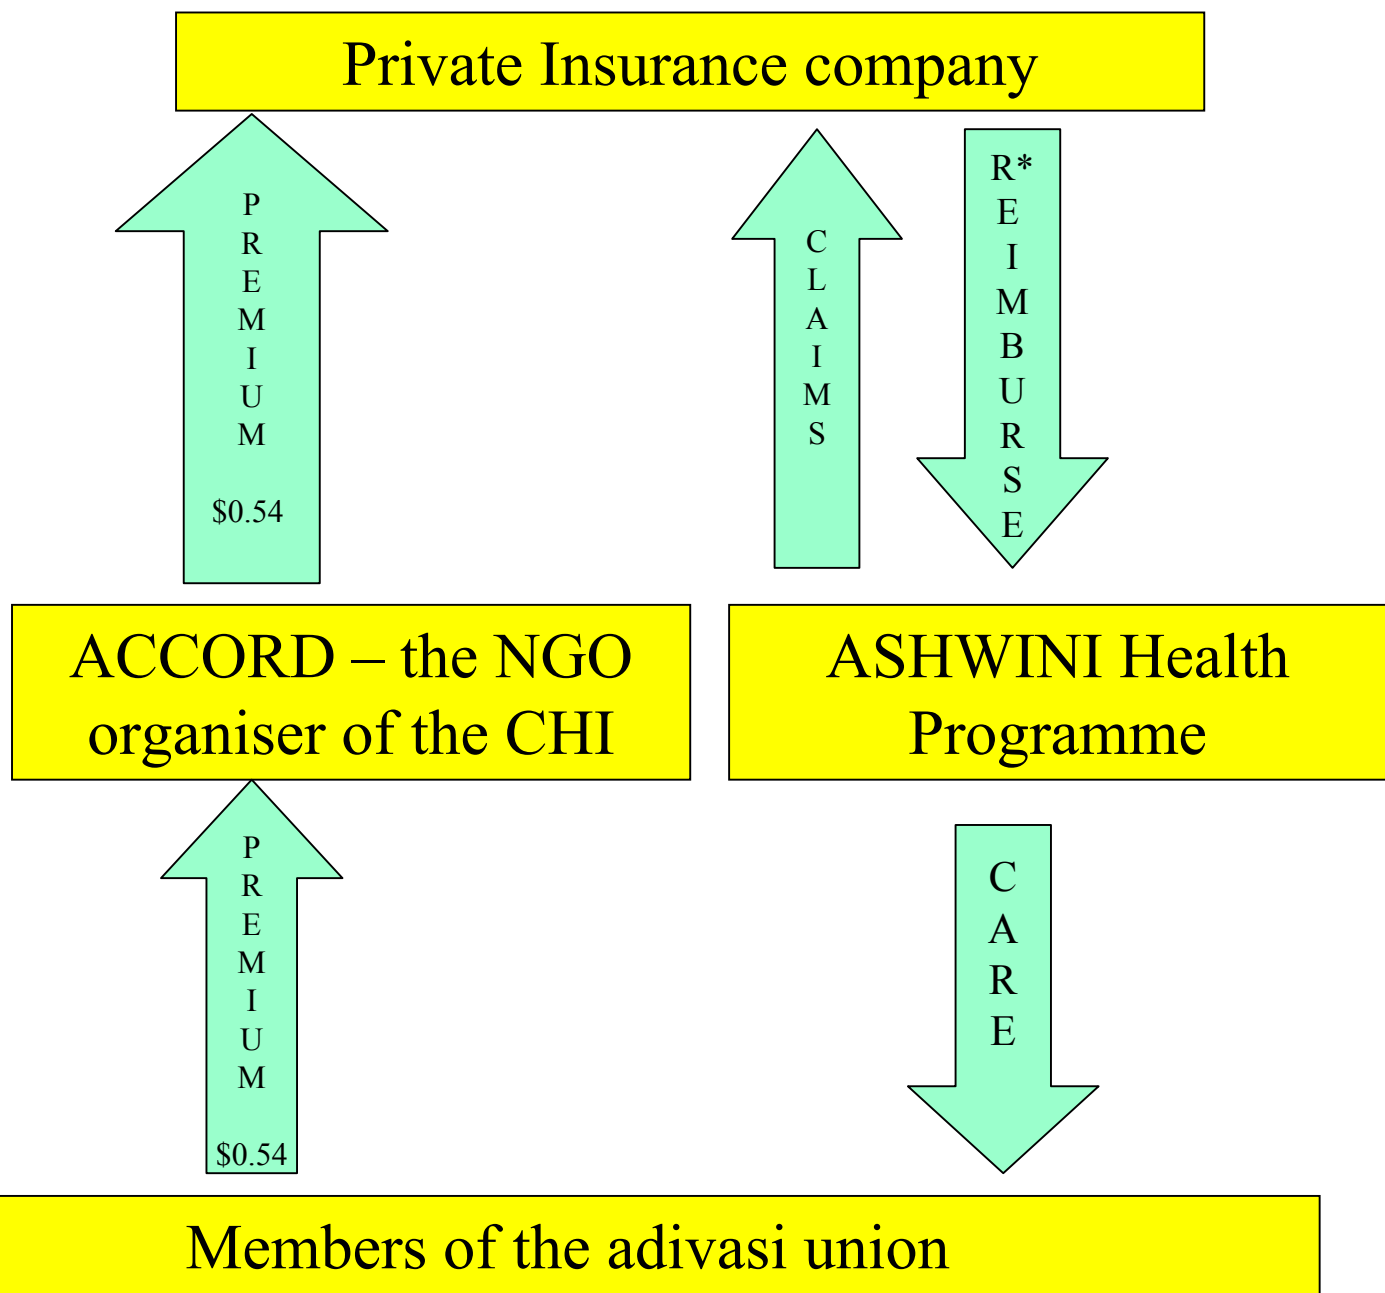 Private Insurance company
PREMIUM
$0.54
CLAIMS
R*EIMBURSE
ACCORD – the NGO
organiser of the CHI
ASHWINI Health
Programme
PREMIUM
$0.54
CARE
Members of the adivasi union